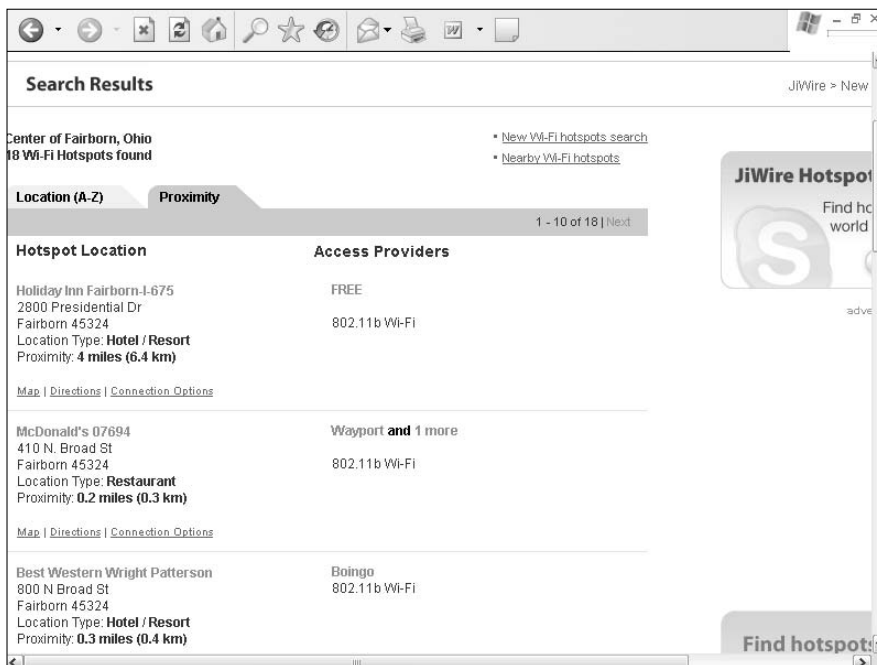 Search Results
JiWire > New
Center of Fairborn, Ohio
18 Wi-Fi Hotspots found
▪ New Wi-Fi hotspots search
▪ Nearby Wi-Fi hotspots
Location (A-Z)
Proximity
1 - 10 of 18 | Next
Hotspot Location
Access Providers
Holiday Inn Fairborn-I-675
FREE
2800 Presidential Dr
Fairborn 45324
802.11b Wi-Fi
Location Type: Hotel / Resort
Proximity: 4 miles (6.4 km)
Map | Directions | Connection Options
McDonald's 07694
Wayport and 1 more
410 N. Broad St
Fairborn 45324
802.11b Wi-Fi
Location Type: Restaurant
Proximity: 0.2 miles (0.3 km)
Map | Directions | Connection Options
Best Western Wright Patterson
Boingo
800 N Broad St
802.11b Wi-Fi
Fairborn 45324
Location Type: Hotel / Resort
Proximity: 0.3 miles (0.4 km)
JiWire Hotspot
Find ho
world
S
adve
Find hotspots
W